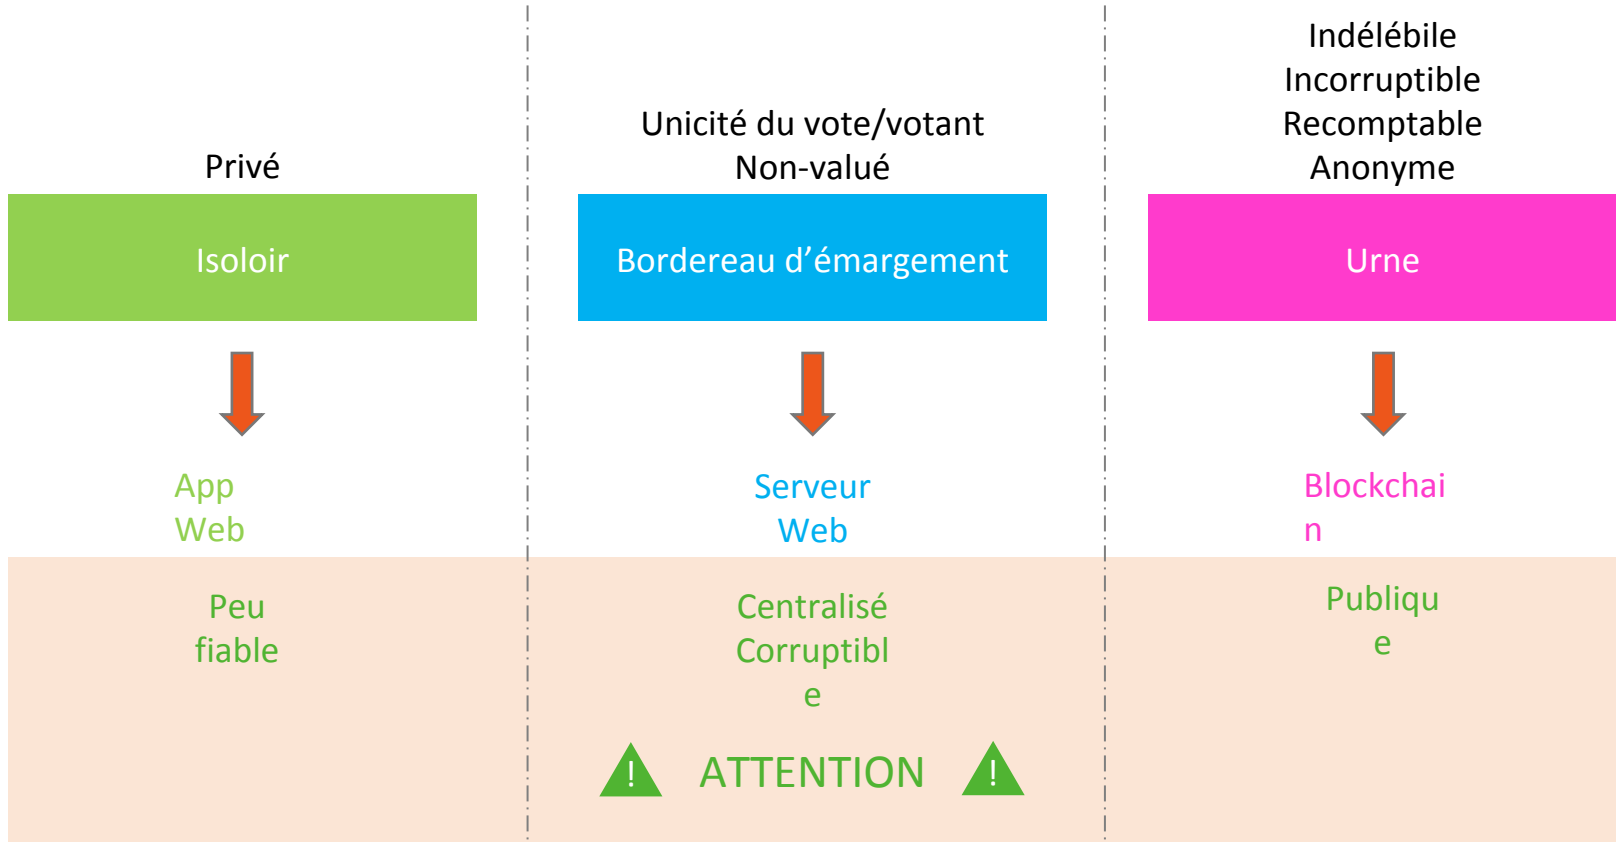 Privé
Isoloir
App
Web
Peu
fiable
Unicité du vote/votant
Non-valué
Bordereau d’émargement
Serveur
Web
Centralisé
Corruptibl
e
! ATTENTION !
Indélébile
Incorruptible
Recomptable
Anonyme
Urne
Blockchai
n
Publiqu
e